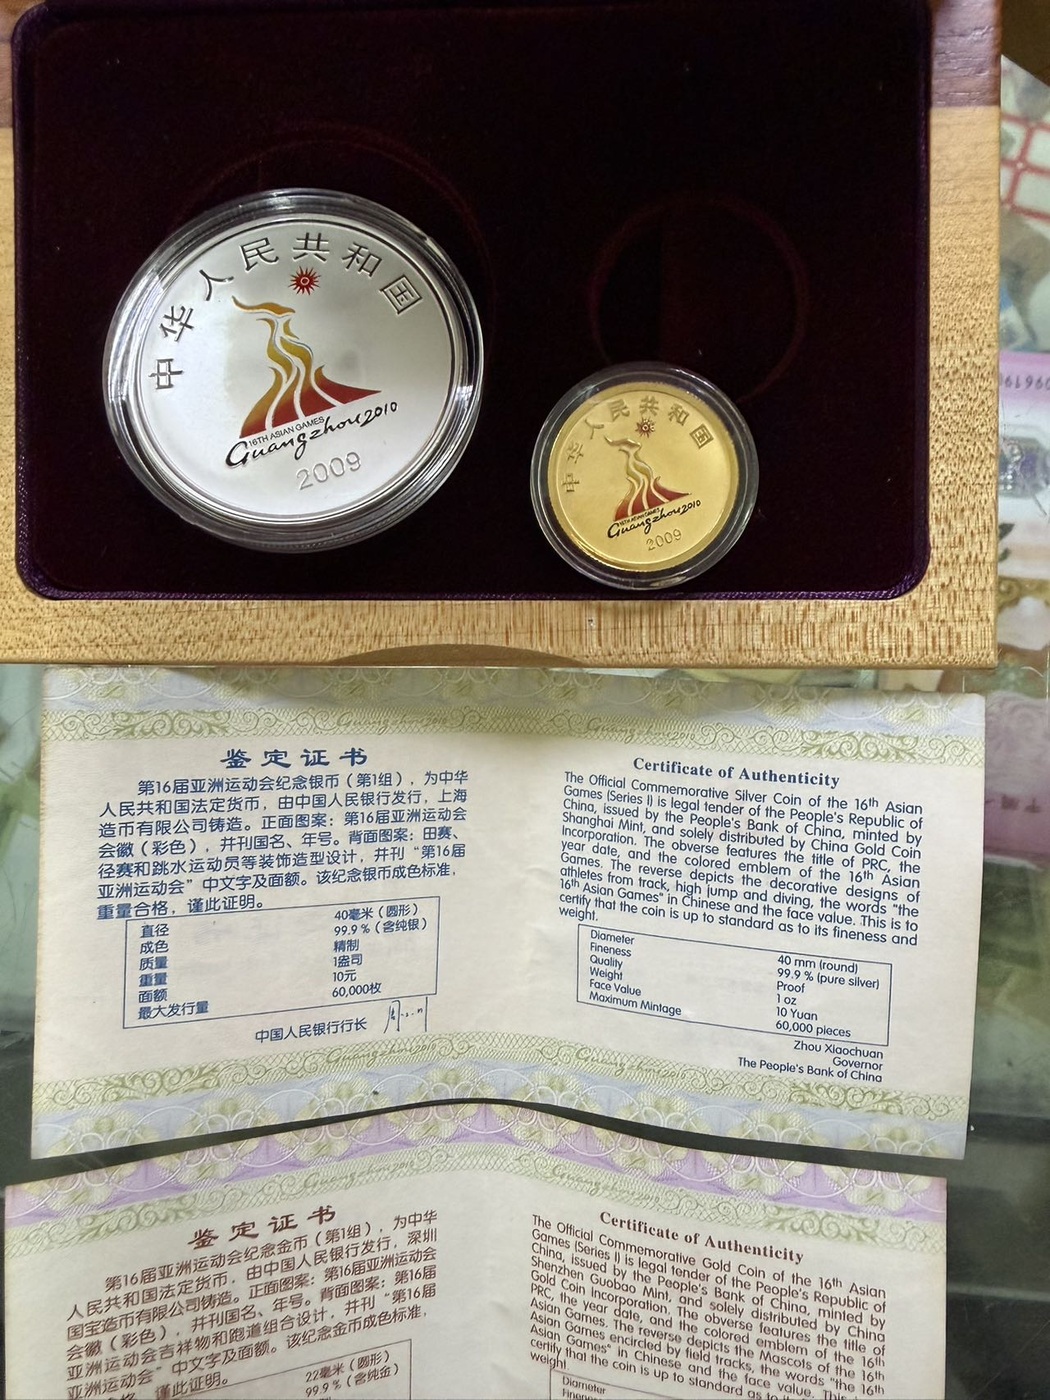 中华人民共和国
16TH ASIAN GAMES
Guangzhou2010
2009
中华人民共和国
16TH ASIAN GAMES
Guangzhou2010
2009
鉴定证书
第16届亚洲运动会纪念银币（第1组），为中华
人民共和国法定货币，由中国人民银行发行，上海
造币有限公司铸造。正面图案：第16届亚洲运动会
会徽（彩色），并刊国名、年号。背面图案：田赛、
径赛和跳水运动员等装饰造型设计，并刊“第16届
亚洲运动会”中文字及面额。该纪念银币成色标准，
重量合格，谨此证明。
直径 40毫米（圆形）
成色 99.9％（含纯银）
质量 精制
重量 1盎司
面额 10元
最大发行量 60,000枚
中国人民银行行长
Certificate of Authenticity
The Official Commemorative Silver Coin of the 16th Asian
Games (Series I) is legal tender of the People's Republic of
China, issued by the People's Bank of China, minted by
Shanghai Mint, and solely distributed by China Gold Coin
Incorporation. The obverse features the title of PRC, the
year date, and the colored emblem of the 16th Asian
Games. The reverse depicts the decorative designs of
athletes from track, high jump and diving, the words "the
16th Asian Games" in Chinese and the face value. This is to
certify that the coin is up to standard as to its fineness and
weight.
Diameter 40 mm (round)
Fineness 99.9 % (pure silver)
Quality Proof
Weight 1 oz
Face Value 10 Yuan
Maximum Mintage 60,000 pieces
Zhou Xiaochuan
Governor
The People's Bank of China
鉴定证书
第16届亚洲运动会纪念金币（第1组），为中华
人民共和国法定货币，由中国人民银行发行，深圳
国宝造币有限公司铸造。正面图案：第16届亚洲运动会
会徽（彩色），并刊国名、年号。背面图案：第16届
亚洲运动会吉祥物和跑道组合设计，并刊“第16届
亚洲运动会”中文字及面额。该纪念金币成色标准，
合格，谨此证明。
22毫米（圆形）
99.9％（含纯金）
Certificate of Authenticity
The Official Commemorative Gold Coin of the 16th Asian
Games (Series I) is legal tender of the People's Republic of
China, issued by the People's Bank of China, minted by
Shenzhen Guobao Mint, and solely distributed by China
Gold Coin Incorporation. The obverse features the title of
PRC, the year date, and the colored emblem of the 16th
Asian Games. The reverse depicts the Mascots of the 16th
Asian Games encircled by field tracks, the words "the 16th
Asian Games" in Chinese and the face value. This
certify that the coin is up to standard as to
weight
Diameter